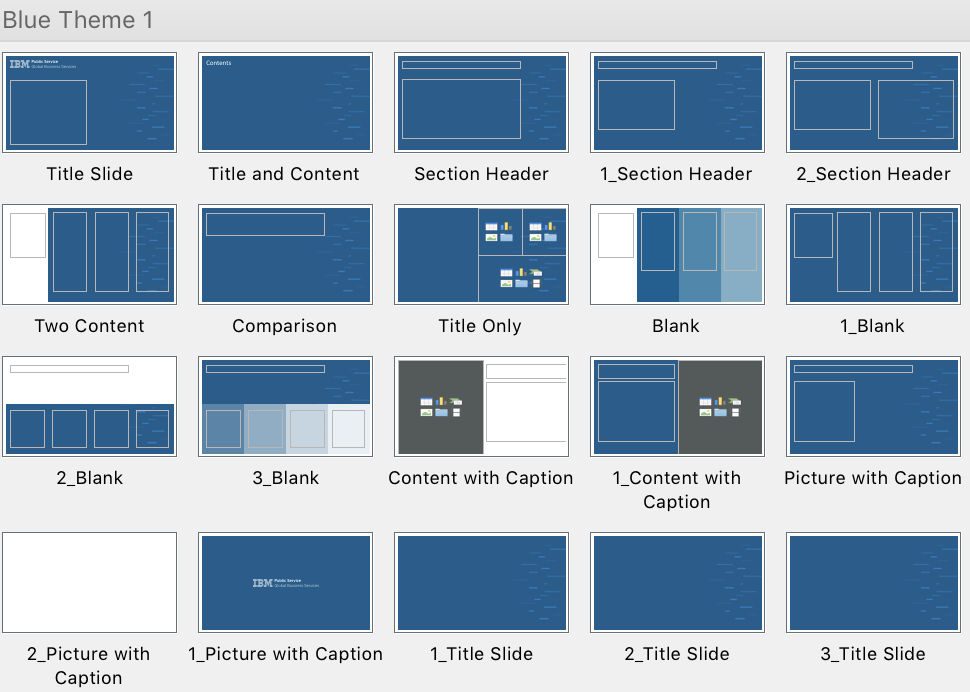 Blue Theme 1
IBM Public Service
Global Business Services
Contents
Title Slide
Title and Content
Section Header
1_Section Header
2_Section Header
Two Content
Comparison
Title Only
Blank
1_Blank
2_Blank
3_Blank
Content with Caption
1_Content with
Caption
Picture with Caption
IBM Public Service
Global Business Services
2_Picture with
Caption
1_Picture with Caption
1_Title Slide
2_Title Slide
3_Title Slide